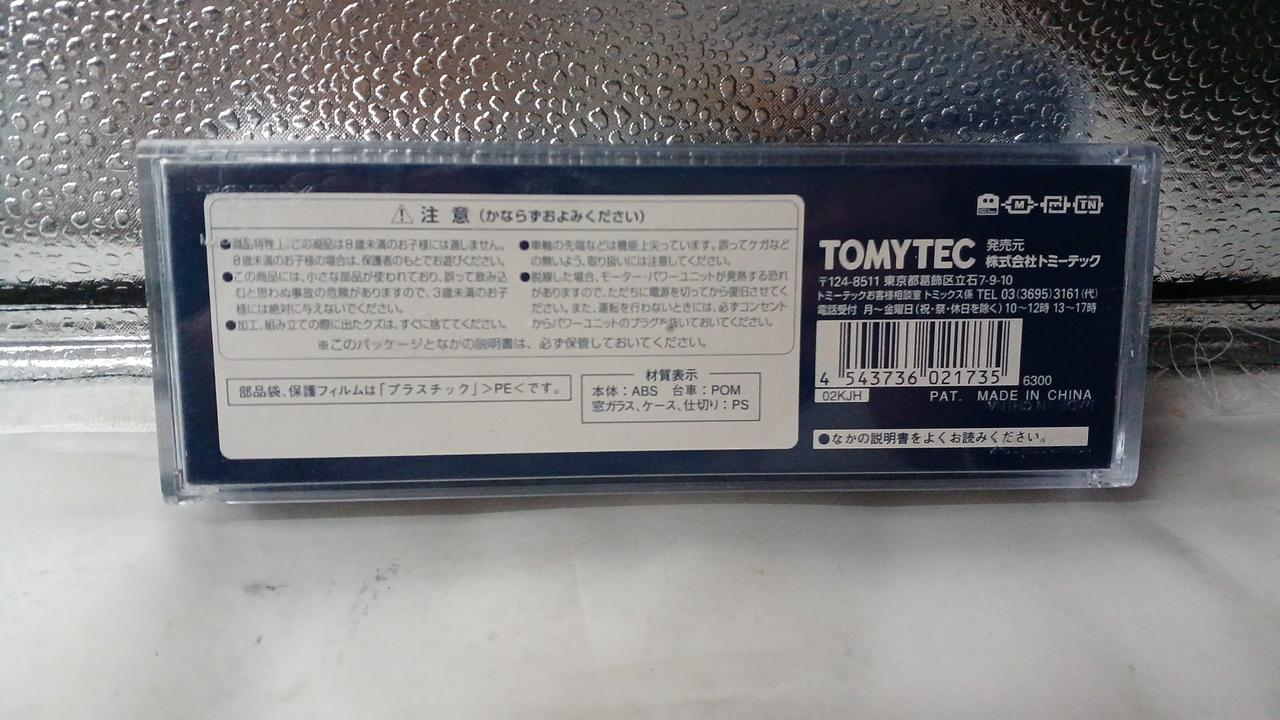 ⚠ 注意 (かならずおよみください)
●商品特性上、この商品は8歳未満のお子様には適しません。
8歳未満のお子様の場合は、保護者のもとでお遊びください。
●この商品には、小さな部品が使われており、誤って飲み込
むと思わぬ事故の危険がありますので、3歳未満のお子
様には絶対に与えないでください。
●加工、組み立ての際に出たクズは、すぐに捨ててください。
●車輪の先端などは機能上尖っています。誤ってケガなど
の無いよう、取り扱いには注意してください。
●脱線した場合、モーター・パワーユニットが発熱する恐れ
がありますので、ただちに電源を切ってから復旧させてく
ださい。また、運転を行わないときには、必ずコンセント
からパワーユニットのプラグを抜いておいてください。
※このパッケージとなかの説明書は、必ず保管しておいてください。
部品袋、保護フィルムは「プラスチック」>PE<です。
材質表示
本体:ABS 台車:POM
窓ガラス、ケース、仕切り:PS
M TN
TOMYTEC 発売元
株式会社トミーテック
〒124-8511 東京都葛飾区立石7-9-10
トミーテックお客様相談室 トミックス係 TEL 03(3695)3161(代)
電話受付 月〜金曜日(祝・祭・休日を除く)10〜12時 13〜17時
4 543736 021735
6300
02KJH
PAT. MADE IN CHINA
●なかの説明書をよくお読みください。